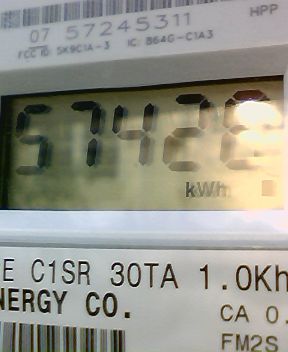 HPP
07 57245311
FCC ID: SK9C1A-3 IC: 864G-C1A3
57428
kWh
E C1SR 30TA 1.0Kh
NERGY CO.
CA 0.
FM2S